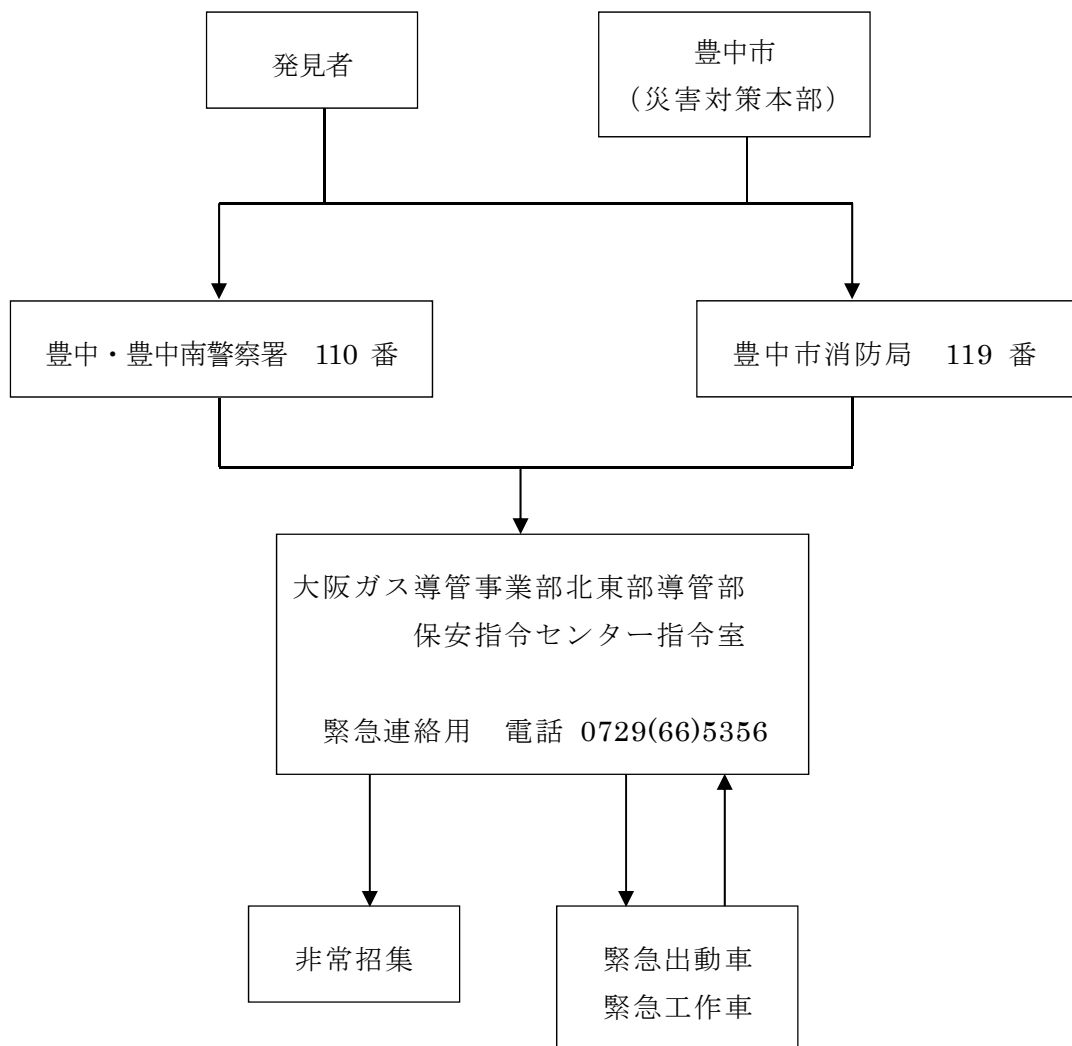 発見者
豊中市
（災害対策本部）
豊中・豊中南警察署　110 番
豊中市消防局　119 番
大阪ガス導管事業部北東部導管部
保安指令センター指令室
緊急連絡用　電話 0729(66)5356
非常招集
緊急出動車
緊急工作車